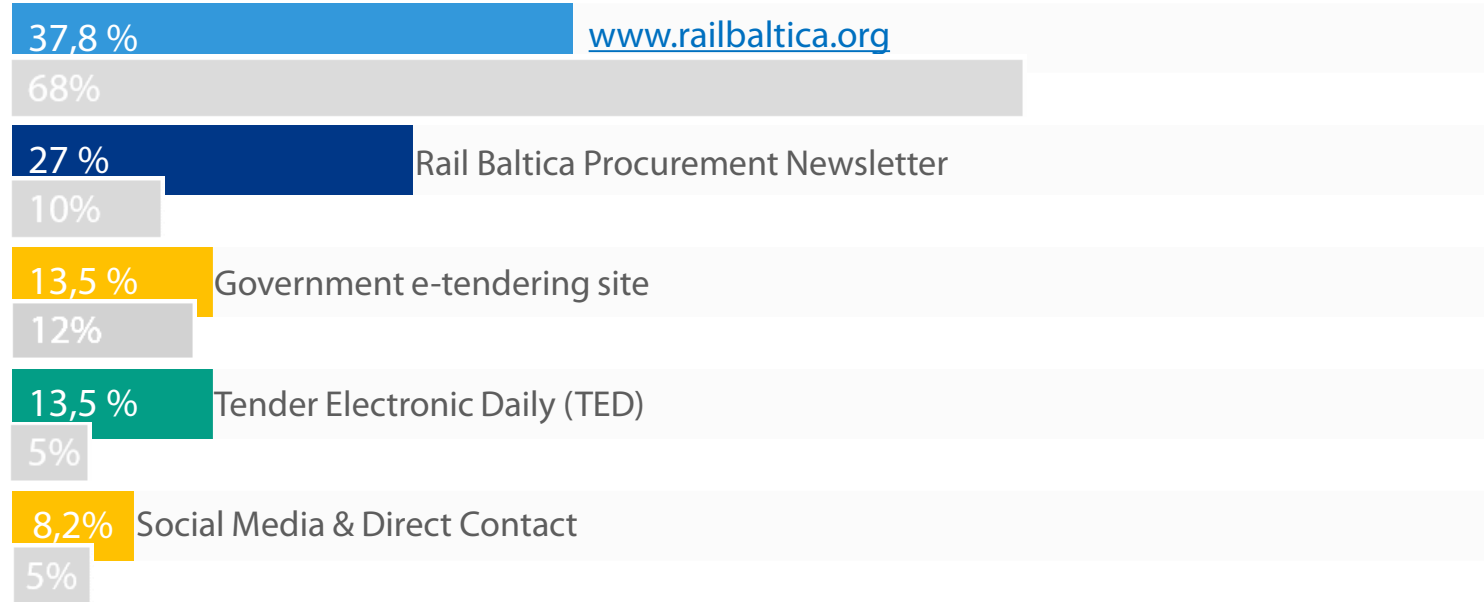 37,8 % www.railbaltica.org
68%
27 % Rail Baltica Procurement Newsletter
10%
13,5 % Government e-tendering site
12%
13,5 % Tender Electronic Daily (TED)
5%
8,2% Social Media & Direct Contact
5%